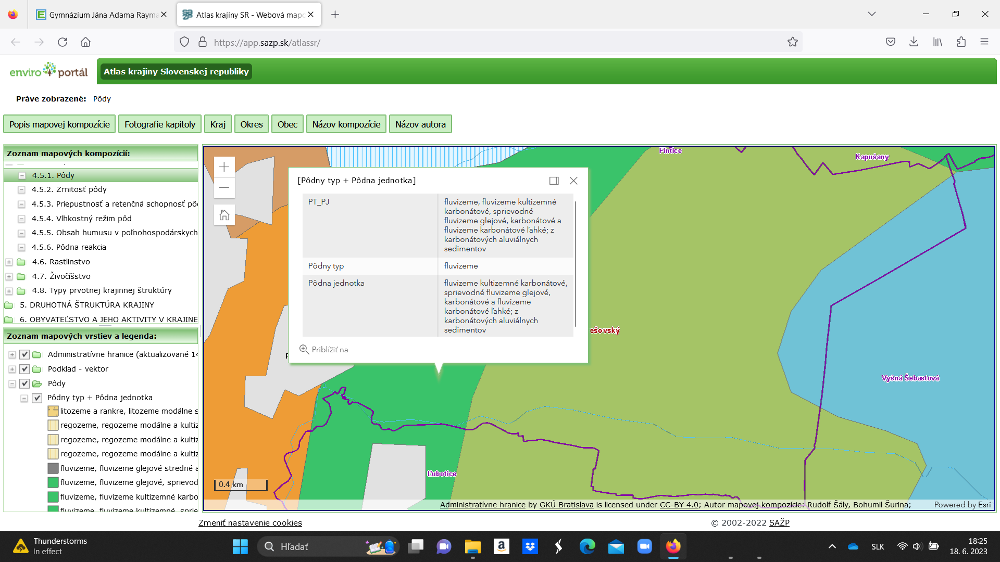 Gymnázium Jána Adama Rayma
Atlas krajiny SR - Webová mapo
https://app.sazp.sk/atlassr/
enviro portál
Atlas krajiny Slovenskej republiky
Práve zobrazené: Pôdy
Popis mapovej kompozície
Fotografie kapitoly
Kraj
Okres
Obec
Názov kompozície
Názov autora
Zoznam mapových kompozícií:
4.5.1. Pôdy
4.5.2. Zrnitosť pôdy
4.5.3. Priepustnosť a retenčná schopnosť pô
4.5.4. Vlhkostný režim pôd
4.5.5. Obsah humusu v poľnohospodárskych
4.5.6. Pôdna reakcia
4.6. Rastlinstvo
4.7. Živočíšstvo
4.8. Typy prvotnej krajinnej štruktúry
5. DRUHOTNÁ ŠTRUKTÚRA KRAJINY
6. OBYVATEĽSTVO A JEHO AKTIVITY V KRAJINE
Zoznam mapových vrstiev a legenda:
Administratívne hranice (aktualizované 14
Podklad - vektor
Pôdy
Pôdny typ + Pôdna jednotka
litozeme a rankre, litozeme modálne s
regozeme, regozeme modálne a kultiz
regozeme, regozeme modálne a kultiz
regozeme, regozeme modálne a kultiz
fluvizeme, fluvizeme glejové stredné a
fluvizeme, fluvizeme glejové, sprievod
fluvizeme, fluvizeme kultizemné karbo
fluvizeme, fluvizeme kultizemné, sprie
Fintice
Kapušany
[Pôdny typ + Pôdna jednotka]
PT_PJ
fluvizeme, fluvizeme kultizemné
karbonátové, sprievodné
fluvizeme glejové, karbonátové a
fluvizeme karbonátové ľahké; z
karbonátových aluviálnych
sedimentov
Pôdny typ
fluvizeme
Pôdna jednotka
fluvizeme kultizemné karbonátové,
sprievodné fluvizeme glejové,
karbonátové a fluvizeme
karbonátové ľahké; z
karbonátových aluviálnych
sedimentov
Priblížiť na
ešovský
Vyšná Šebastová
Ľubotice
0.4 km
Administratívne hranice by GKÚ Bratislava is licensed under CC-BY 4.0; Autor mapovej kompozície: Rudolf Šály, Bohumil Šurina;
Powered by Esri
Zmeniť nastavenie cookies
© 2002-2022 SAŽP
Thunderstorms
In effect
Hľadať
SLK
18:25
18. 6. 2023